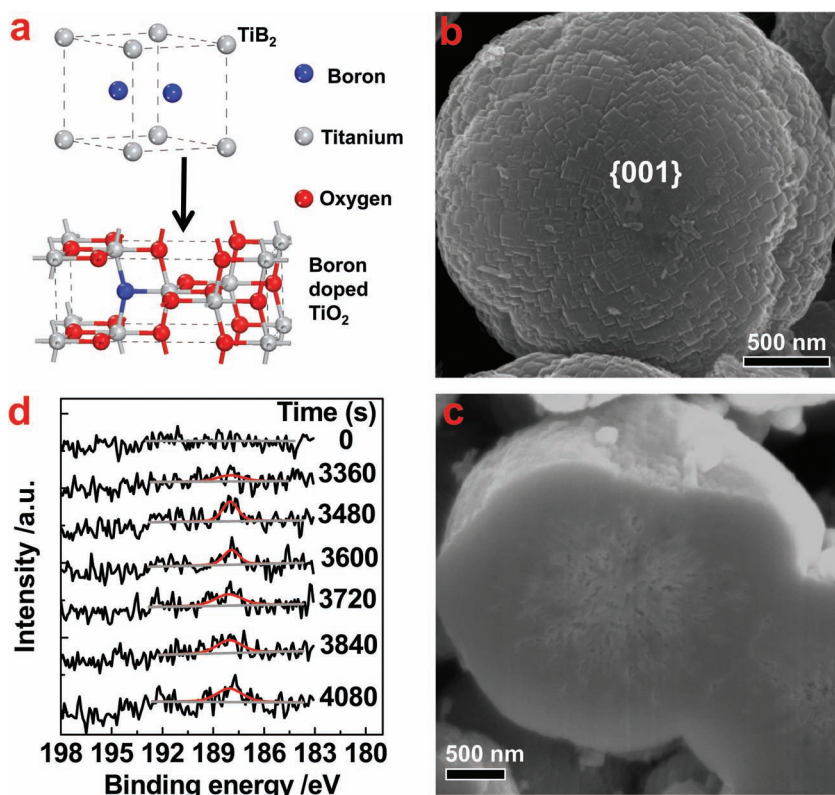 a
TiB2
Boron
Titanium
Oxygen
Boron
doped
TiO2
b
{001}
500 nm
d
Time (s)
0
3360
3480
3600
3720
3840
4080
Intensity /a.u.
198 195 192 189 186 183 180
Binding energy /eV
c
500 nm